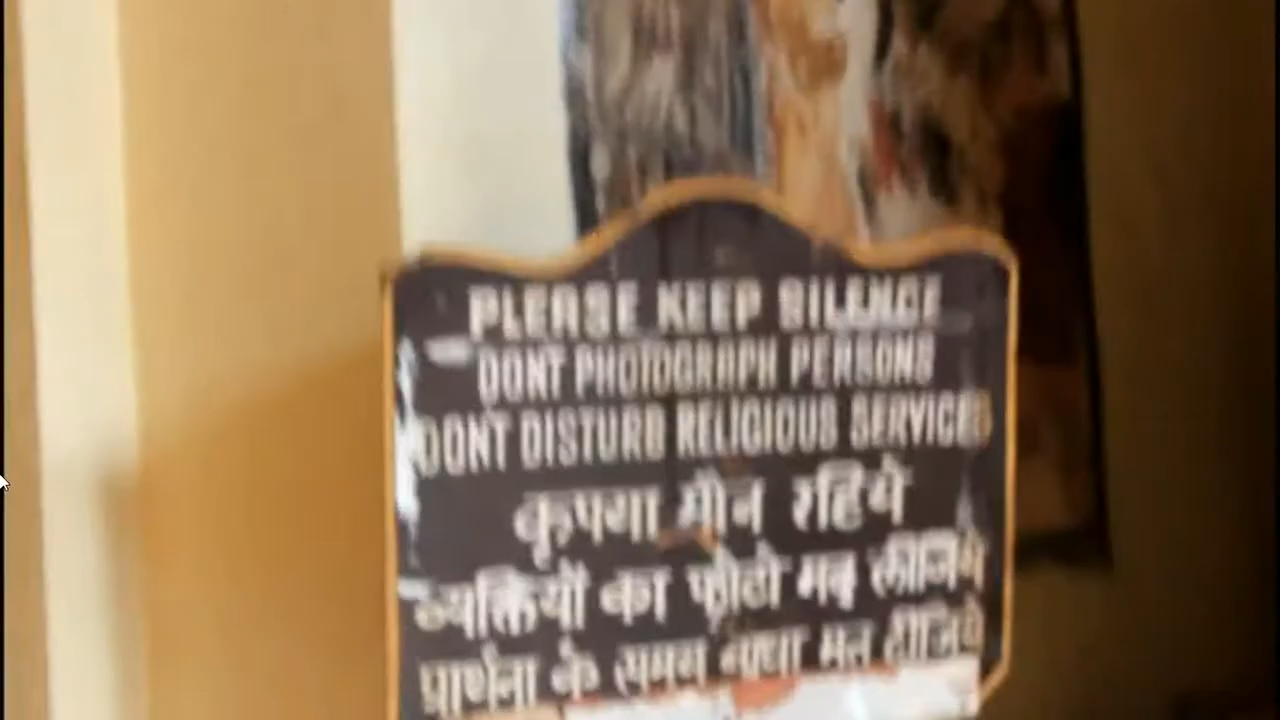 PLEASE KEEP SILENCE
DONT PHOTOGRAPH PERSONS
DONT DISTURB RELIGIOUS SERVICES
कृपया मौन रहिये
व्यक्तियों का फोटो मत लीजिये
प्रार्थना के समय बाधा मत दीजिये